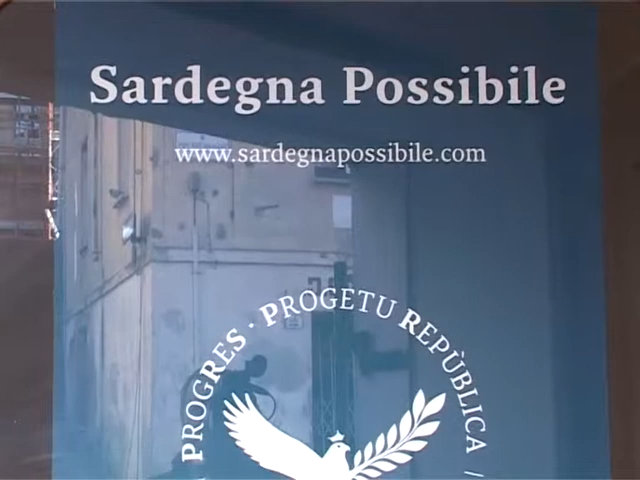 Sardegna Possibile
www.sardegnapossibile.com
PROGRES · PROGETU REPÙBLICA /